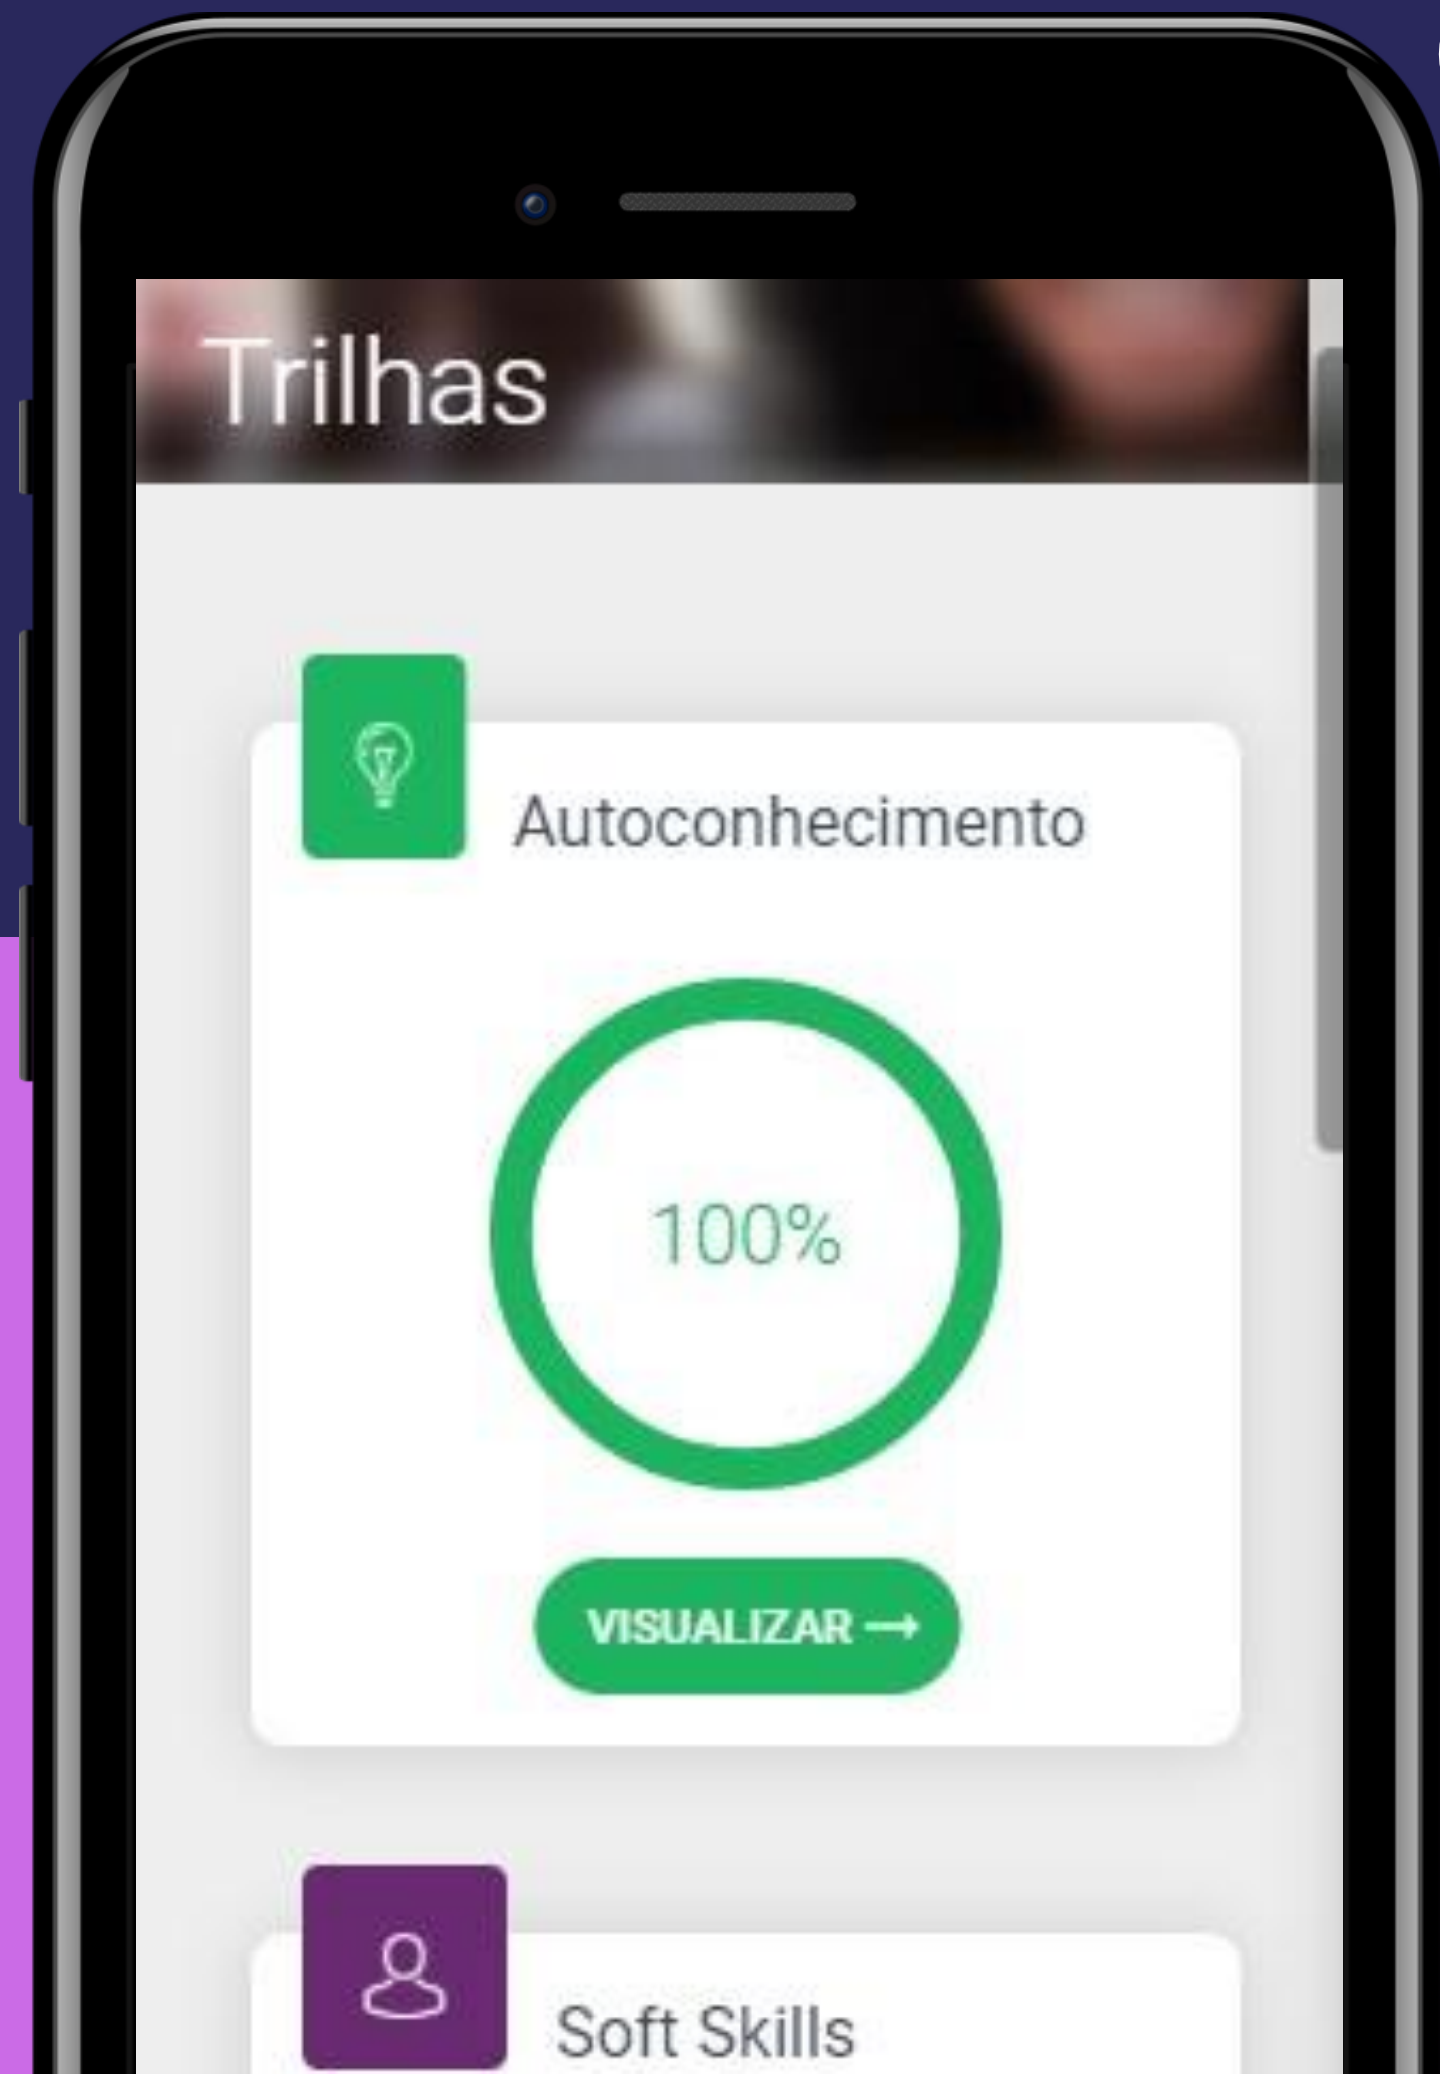 Trilhas
Autoconhecimento
100%
VISUALIZAR →
Soft Skills